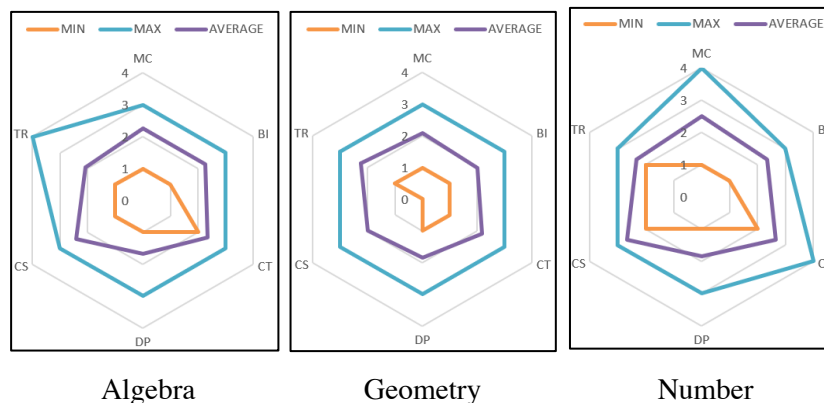 MIN MAX AVERAGE
MC
4
3
2
1
0
TR
BI
CS
CT
DP
Algebra
MIN MAX AVERAGE
MC
4
3
2
1
0
TR
BI
CS
CT
DP
Geometry
MIN MAX AVERAGE
MC
4
3
2
1
0
TR
BI
CS
C
DP
Number